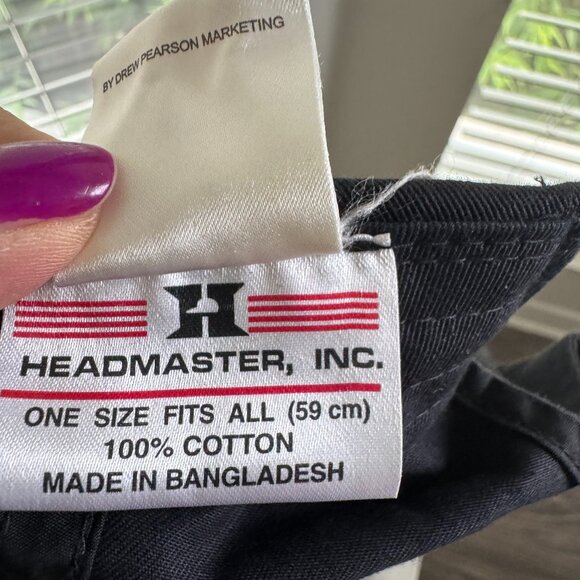 BY DREW PEARSON MARKETING
H
HEADMASTER, INC.
ONE SIZE FITS ALL (59 cm)
100% COTTON
MADE IN BANGLADESH